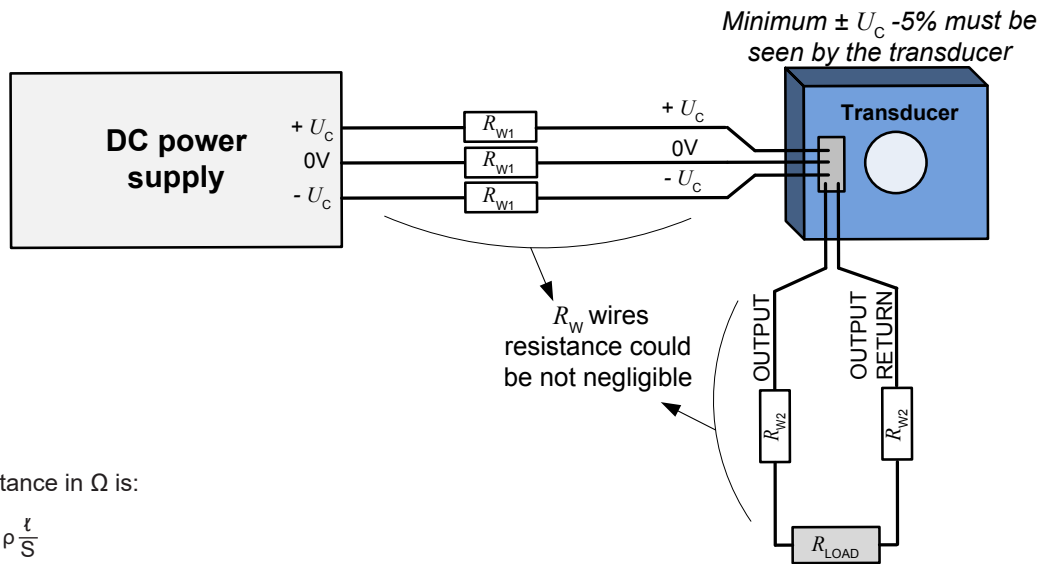 Minimum ± U_C -5% must be
seen by the transducer
DC power
supply
+ U_C
0V
- U_C
R_W1
R_W1
R_W1
+ U_C
0V
- U_C
Transducer
R_W wires
resistance could
be not negligible
OUTPUT
OUTPUT
RETURN
R_W2
R_W2
R_LOAD
tance in Ω is:
ρ ℓ/S